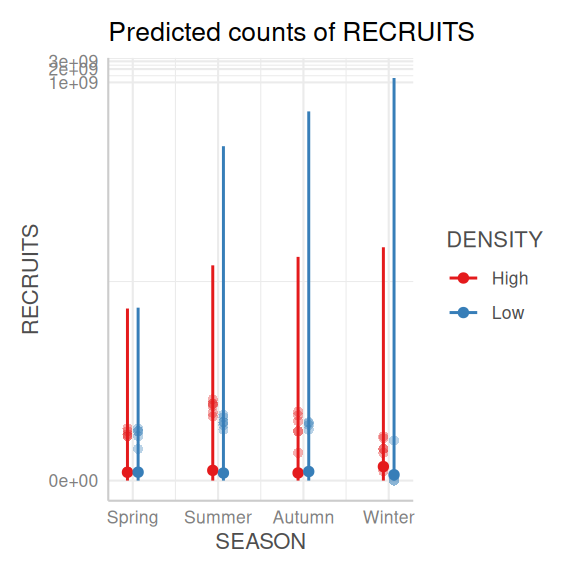 Predicted counts of RECRUITS
3e+09
2e+09
1e+09
RECRUITS
0e+00
Spring Summer Autumn Winter
SEASON
DENSITY
High
Low